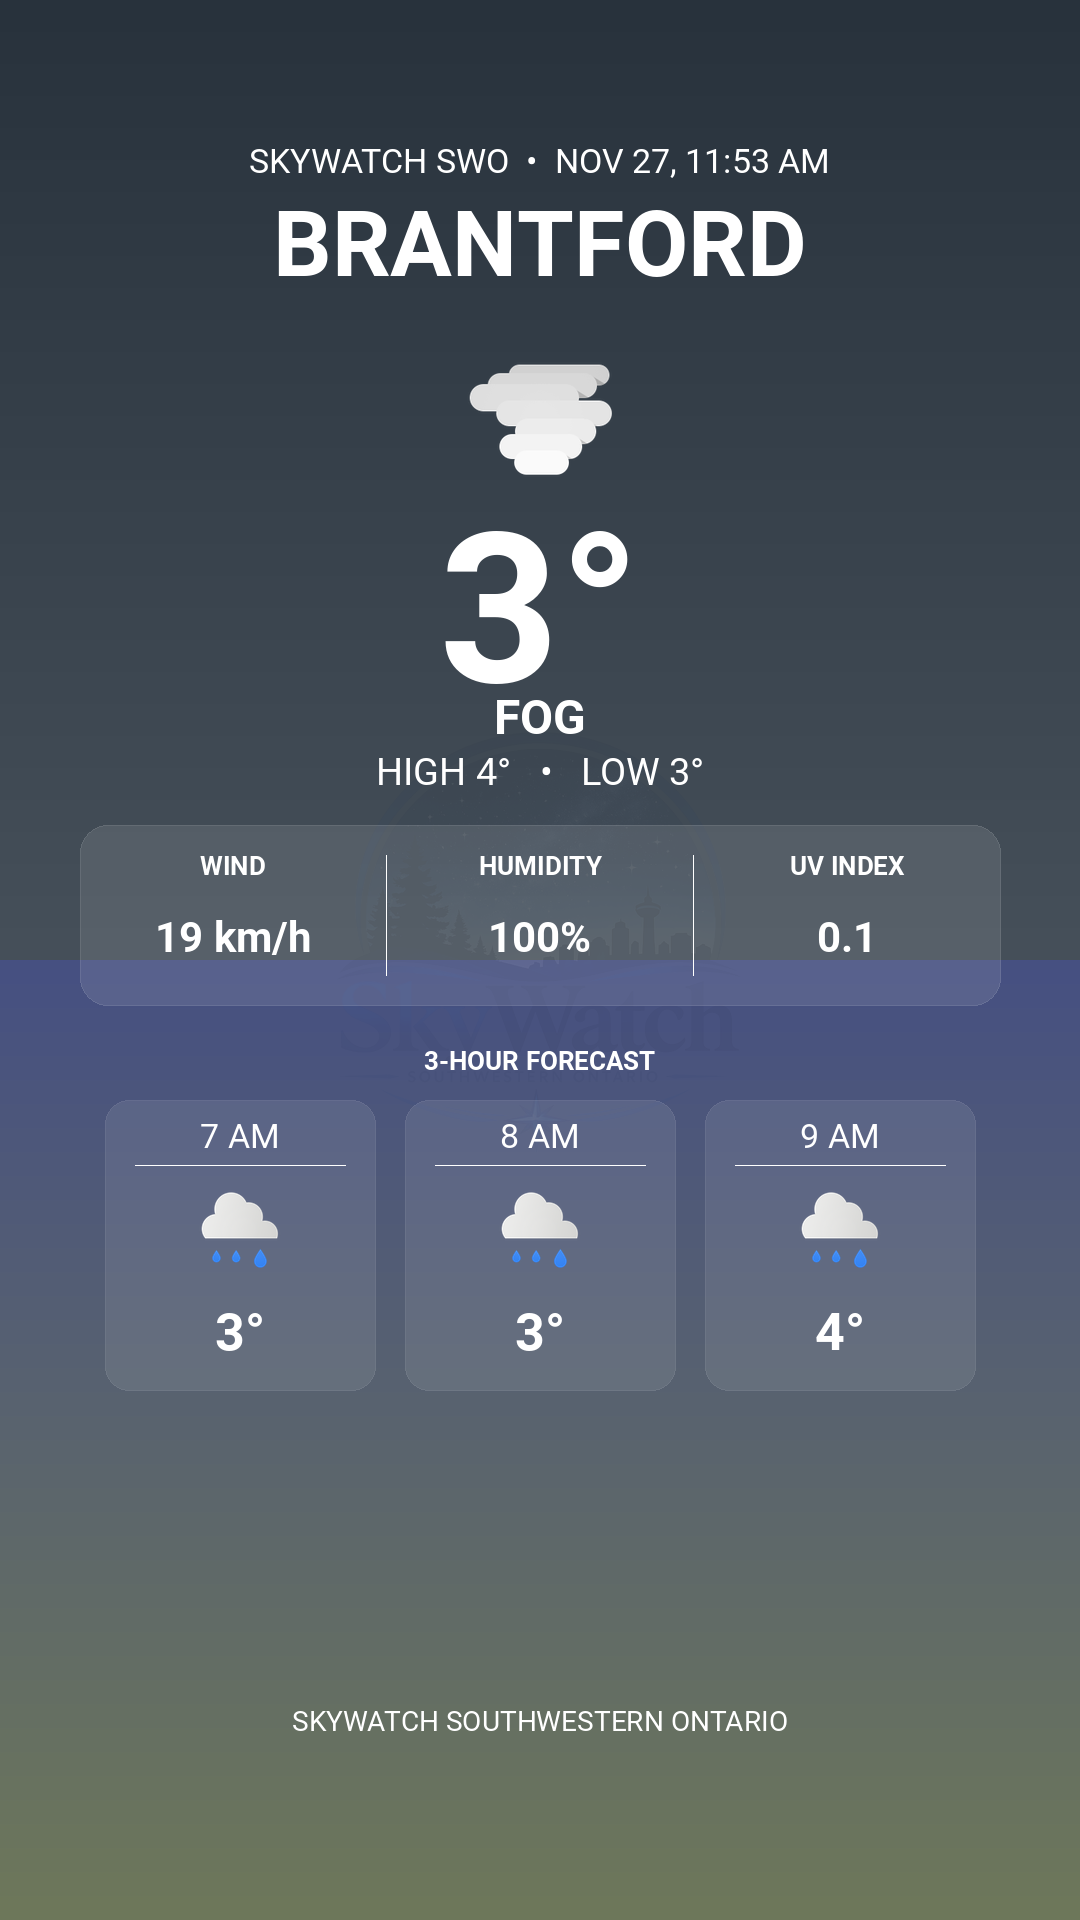 SKYWATCH SWO • NOV 27, 11:53 AM
BRANTFORD
3°
FOG
HIGH 4° • LOW 3°
WIND HUMIDITY UV INDEX
19 km/h 100% 0.1
SkyWatch
3-HOUR FORECAST
7 AM 8 AM 9 AM
3° 3° 4°
SKYWATCH SOUTHWESTERN ONTARIO